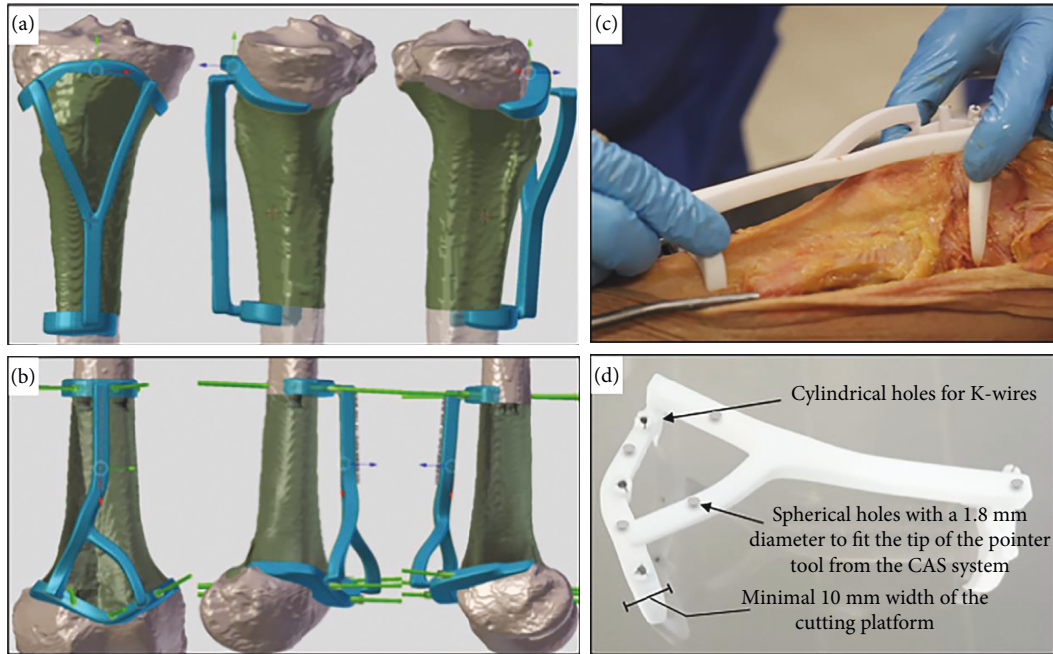 (a)
(c)
(b)
(d)
Cylindrical holes for K-wires
Spherical holes with a 1.8 mm
diameter to fit the tip of the pointer
tool from the CAS system
Minimal 10 mm width of the
cutting platform